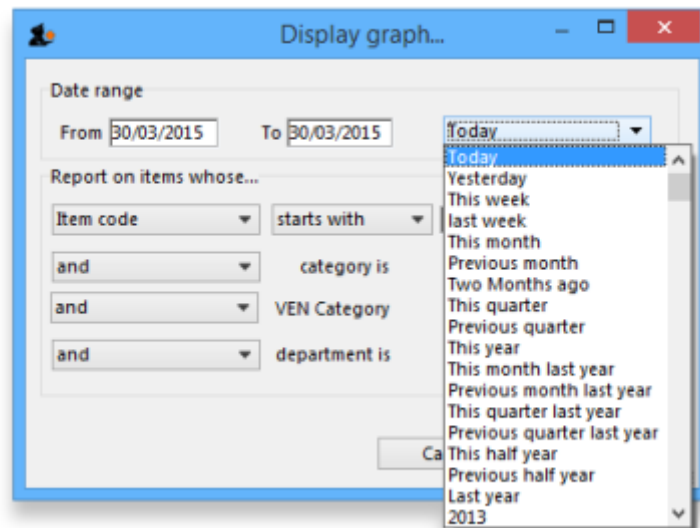 Display graph...
Date range
From 30/03/2015 To 30/03/2015 Today
Report on items whose...
Item code starts with
and category is
and VEN Category
and department is
Today
Yesterday
This week
last week
This month
Previous month
Two Months ago
This quarter
Previous quarter
This year
This month last year
Previous month last year
This quarter last year
Previous quarter last year
This half year
Previous half year
Last year
2013